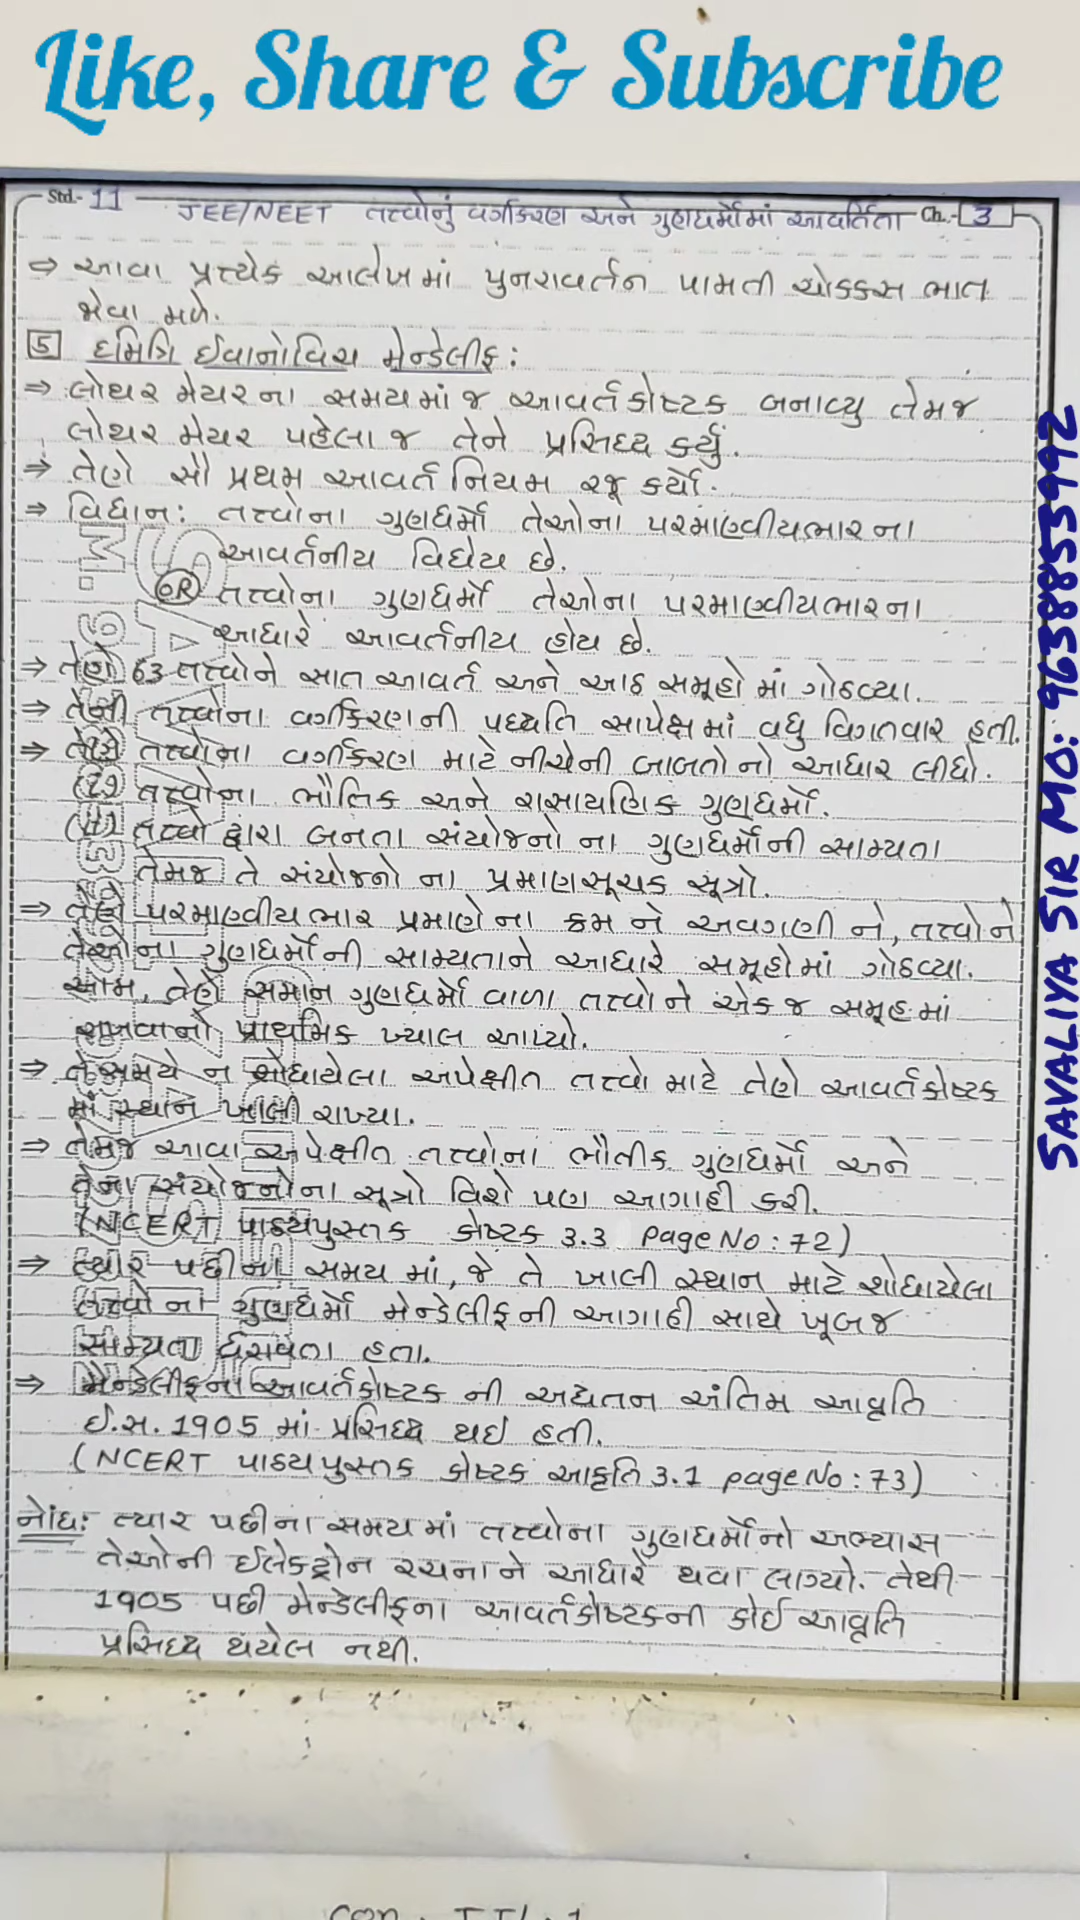 Like, Share & Subscribe
Std.- 11 JEE/NEET તત્ત્વોનું વર્ગીકરણ અને ગુણધર્મોમાં આવર્તિતા Ch.- 3
⇒ આવા પ્રત્યેક આલેખમાં પુનરાવર્તન પામતી ચોક્કસ ભાત
જોવા મળે.
5 દમિત્રિ ઈવાનોવિચ મેન્ડેલીફ :
⇒ લોથર મેયરના સમયમાં જ આવર્ત કોષ્ટક બનાવ્યુ તેમજ
લોથર મેયર પહેલા જ તેને પ્રસિધ્ધ કર્યું.
⇒ તેણે સૌ પ્રથમ આવર્ત નિયમ રજૂ કર્યો.
⇒ વિધાન : તત્ત્વોના ગુણધર્મો તેઓના પરમાણ્વીયભારના
આવર્તનીય વિધેય છે.
OR તત્ત્વોના ગુણધર્મો તેઓના પરમાણ્વીયભારના
આધારે આવર્તનીય હોય છે.
⇒ તેણે 63 તત્ત્વોને સાત આવર્ત અને આઠ સમૂહો માં ગોઠવ્યા.
⇒ તેની તત્ત્વોના વર્ગીકરણની પધ્ધતિ સાપેક્ષમાં વધુ વિગતવાર હતી.
⇒ તેણે તત્ત્વોના વર્ગીકરણ માટે નીચેની બાબતો નો આધાર લીધો.
તત્ત્વોના ભૌતિક અને રાસાયણિક ગુણધર્મો.
તત્વો દ્વારા બનતા સંયોજનો ના ગુણધર્મોની સામ્યતા
તેમજ તે સંયોજનો ના પ્રમાણસૂચક સૂત્રો.
⇒ તેણે પરમાણ્વીયભાર પ્રમાણેના ક્રમ ને અવગણી ને, તત્ત્વોને
તેઓના ગુણધર્મોની સામ્યતાને આધારે સમૂહોમાં ગોઠવ્યા.
આમ, તેણે સમાન ગુણધર્મો વાળા તત્ત્વોને એક જ સમૂહમાં
રાખવાનો પ્રાથમિક ખ્યાલ આપ્યો.
⇒ તે સમયે ન શોધાયેલા અપેક્ષીત તત્ત્વો માટે તેણે આવર્તકોષ્ટક
માં સ્થાન ખાલી રાખ્યા.
⇒ તેમજ આવા અપેક્ષીત તત્ત્વોના ભૌતીક ગુણધર્મો અને
તેના સંયોજનોના સૂત્રો વિશે પણ આગાહી કરી.
(NCERT પાઠ્યપુસ્તક કોષ્ટક 3.3 Page No : 72)
⇒ ત્યાર પછીના સમય માં, જે તે ખાલી સ્થાન માટે શોધાયેલા
તત્ત્વોના ગુણધર્મો મેન્ડેલીફની આગાહી સાથે ખૂબજ
સામ્યતા ધરાવતા હતા.
⇒ મેન્ડેલીફના આવર્તકોષ્ટક ની અદ્યતન અંતિમ આવૃતિ
ઈ.સ. 1905 માં પ્રસિધ્ધ થઈ હતી.
(NCERT પાઠ્યપુસ્તક કોષ્ટક આકૃતિ 3.1 page No : 73)
નોંધ: ત્યાર પછીના સમયમાં તત્ત્વોના ગુણધર્મોનો અભ્યાસ
તેઓની ઈલેક્ટ્રોન રચનાને આધારે થવા લાગ્યો. તેથી
1905 પછી મેન્ડેલીફના આવર્તકોષ્ટકની કોઈ આવૃતિ
પ્રસિધ્ધ થયેલ નથી.
SAVALIYA SIR MO: 9638853992